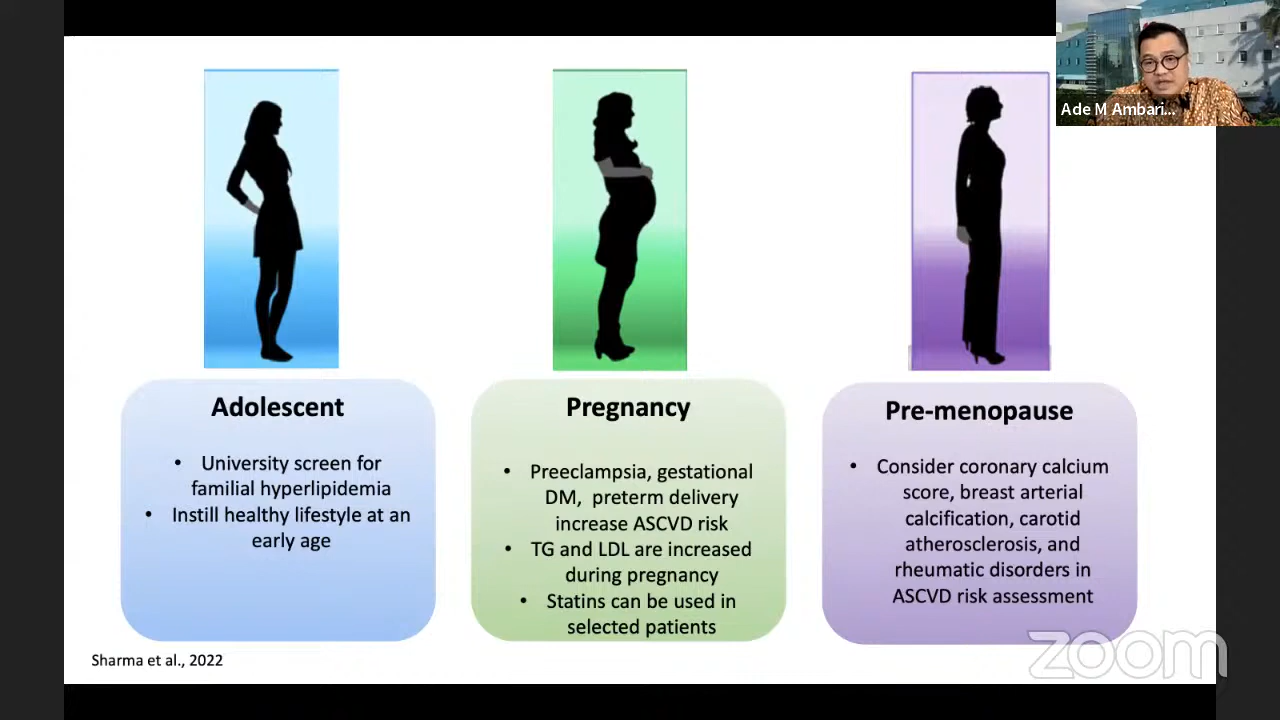 Ade M Ambari...
Adolescent
• University screen for
familial hyperlipidemia
• Instill healthy lifestyle at an
early age
Pregnancy
• Preeclampsia, gestational
DM, preterm delivery
increase ASCVD risk
• TG and LDL are increased
during pregnancy
• Statins can be used in
selected patients
Pre-menopause
• Consider coronary calcium
score, breast arterial
calcification, carotid
atherosclerosis, and
rheumatic disorders in
ASCVD risk assessment
Sharma et al., 2022
zoom